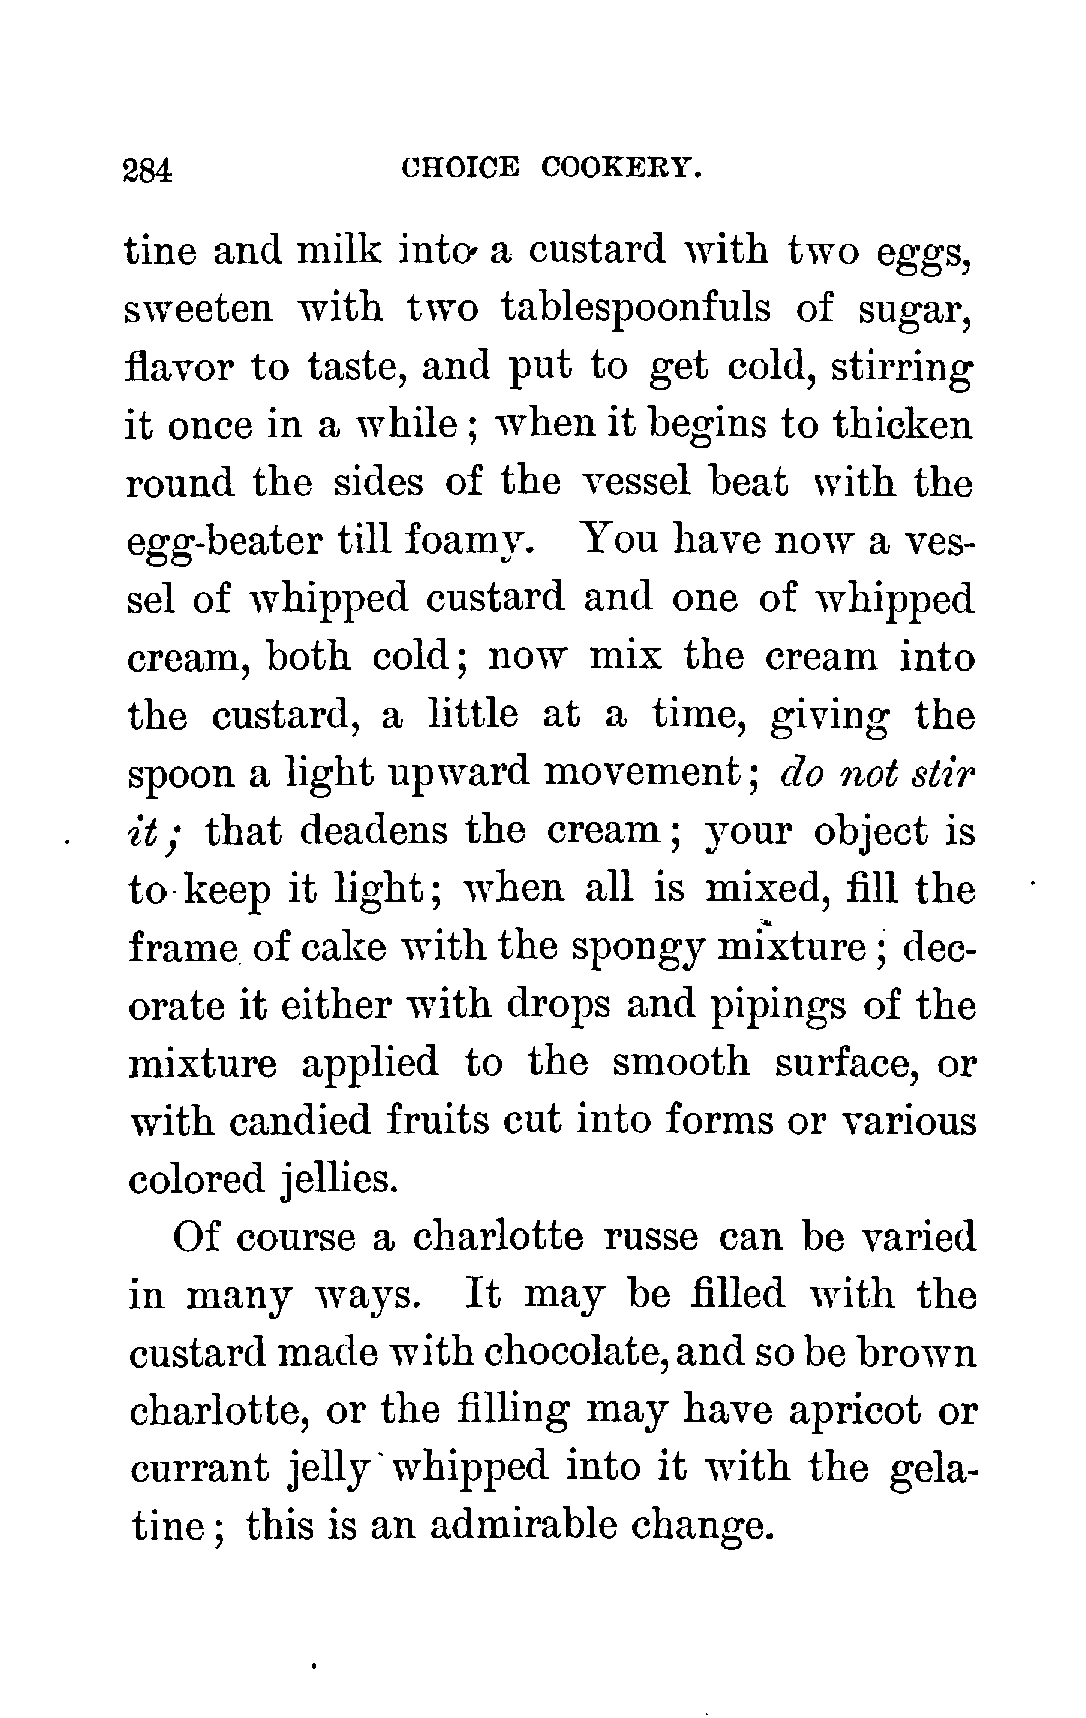 284 CHOICE COOKERY.
tine and milk into a custard with two eggs,
sweeten with two tablespoonfuls of sugar,
flavor to taste, and put to get cold, stirring
it once in a while; when it begins to thicken
round the sides of the vessel beat with the
egg-beater till foamy. You have now a ves-
sel of whipped custard and one of whipped
cream, both cold; now mix the cream into
the custard, a little at a time, giving the
spoon a light upward movement; do not stir
it; that deadens the cream; your object is
to keep it light; when all is mixed, fill the
frame of cake with the spongy mixture; dec-
orate it either with drops and pipings of the
mixture applied to the smooth surface, or
with candied fruits cut into forms or various
colored jellies.
Of course a charlotte russe can be varied
in many ways. It may be filled with the
custard made with chocolate, and so be brown
charlotte, or the filling may have apricot or
currant jelly whipped into it with the gela-
tine; this is an admirable change.